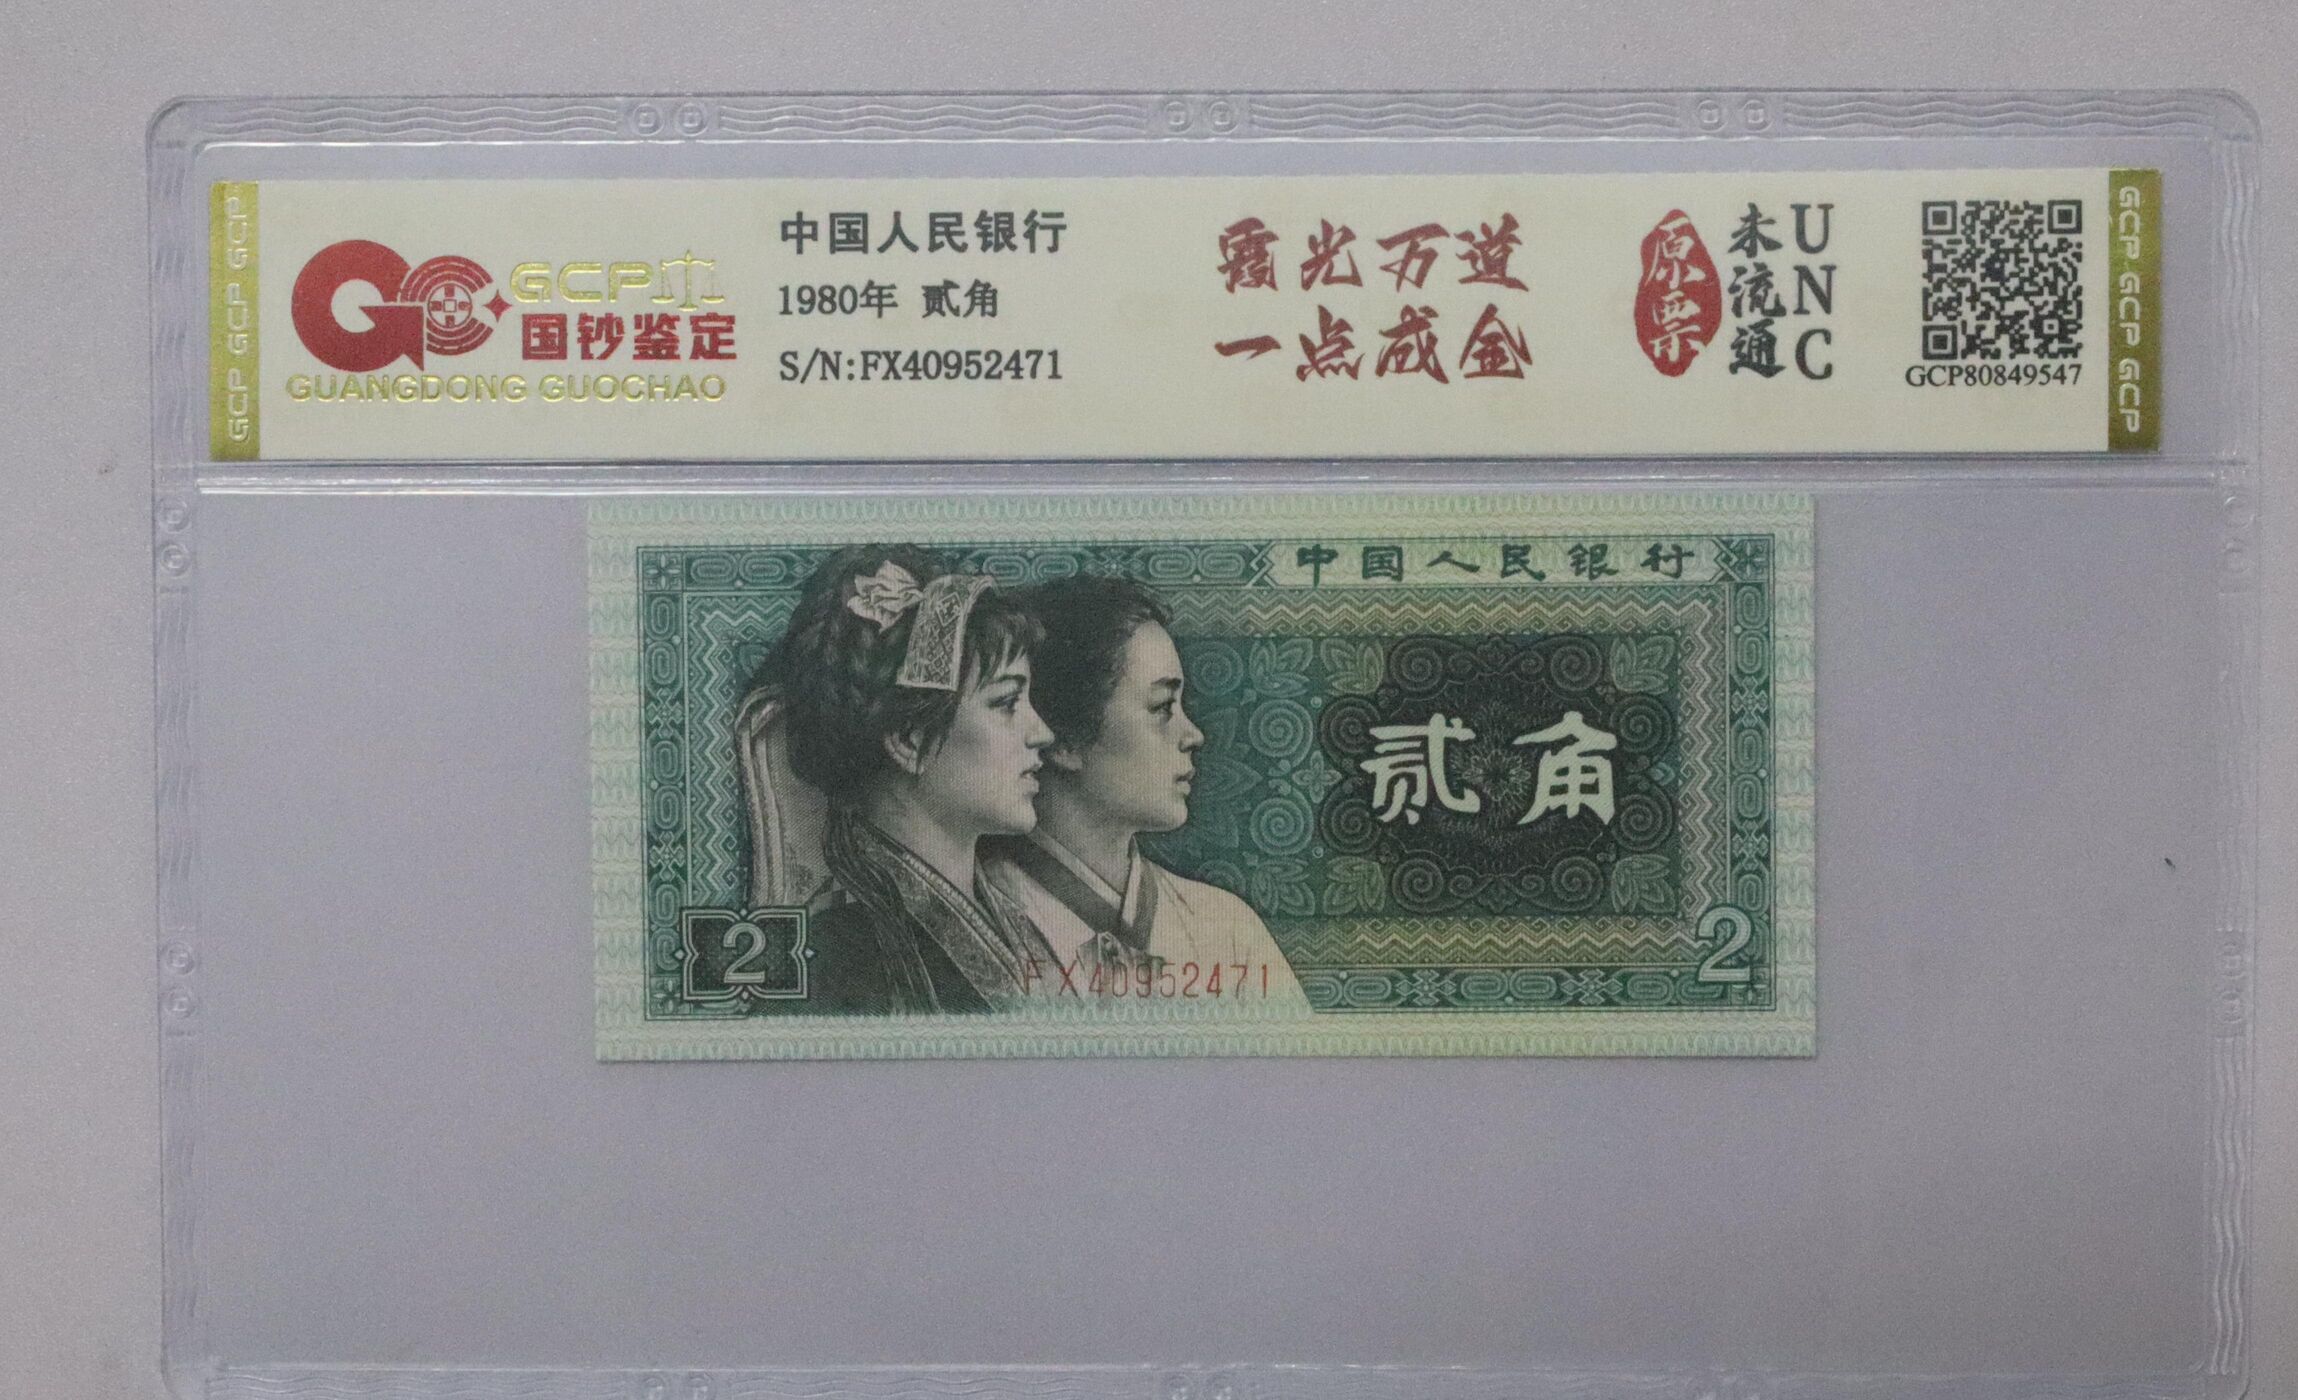 GCP GCP GCP
GCP
国钞鉴定
GUANGDONG GUOCHAO
中国人民银行
1980年 贰角
S/N:FX40952471
霞光万道
一点成金
原票
未流通
UNC
GCP80849547
GCP GCP GCP
中国人民银行
贰角
2
2
FX40952471